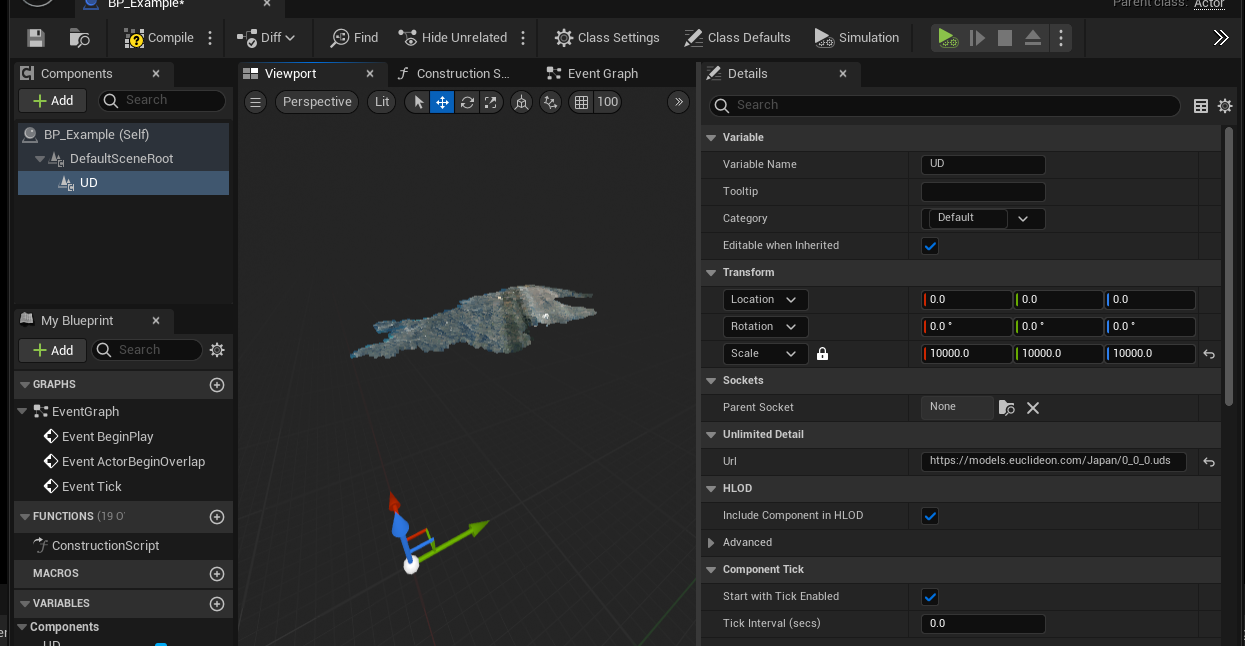 BP_Example*
Parent class: Actor
Compile
Diff
Find
Hide Unrelated
Class Settings
Class Defaults
Simulation
Components
Add
Search
BP_Example (Self)
DefaultSceneRoot
UD
My Blueprint
Add
Search
GRAPHS
EventGraph
Event BeginPlay
Event ActorBeginOverlap
Event Tick
FUNCTIONS (19 O
ConstructionScript
MACROS
VARIABLES
Components
UD
Viewport
Construction S...
Event Graph
Perspective
Lit
100
Details
Search
Variable
Variable Name UD
Tooltip
Category Default
Editable when Inherited
Transform
Location 0.0 0.0 0.0
Rotation 0.0 ° 0.0 ° 0.0 °
Scale 10000.0 10000.0 10000.0
Sockets
Parent Socket None
Unlimited Detail
Url https://models.euclideon.com/Japan/0_0_0.uds
HLOD
Include Component in HLOD
Advanced
Component Tick
Start with Tick Enabled
Tick Interval (secs) 0.0